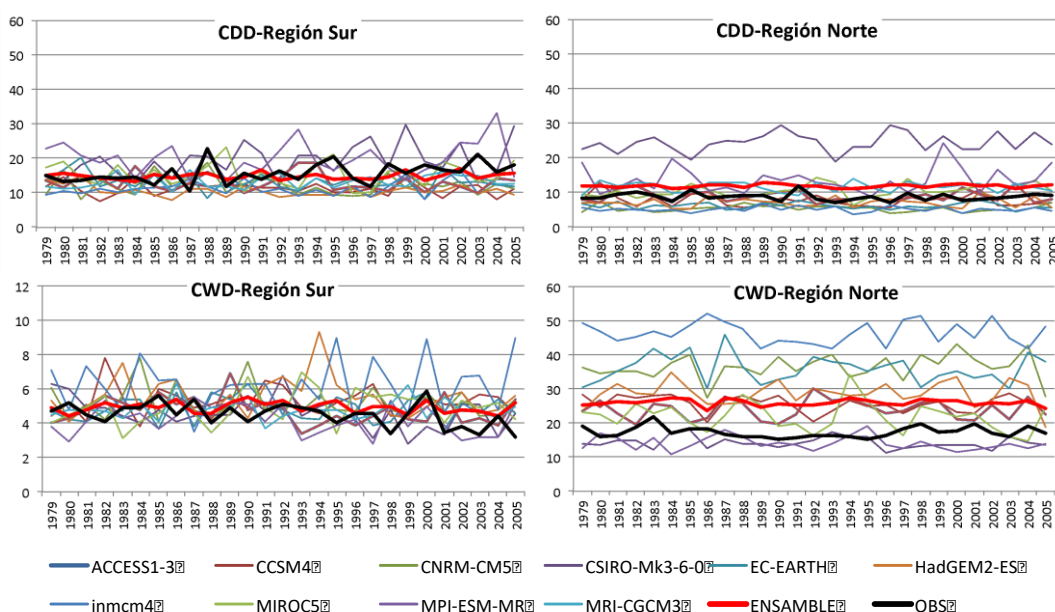 CDD-Región Sur
60
50
40
30
20
10
0
1979 1980 1981 1982 1983 1984 1985 1986 1987 1988 1989 1990 1991 1992 1993 1994 1995 1996 1997 1998 1999 2000 2001 2002 2003 2004 2005
CDD-Región Norte
60
50
40
30
20
10
0
1979 1980 1981 1982 1983 1984 1985 1986 1987 1988 1989 1990 1991 1992 1993 1994 1995 1996 1997 1998 1999 2000 2001 2002 2003 2004 2005
CWD-Región Sur
12
10
8
6
4
2
0
1979 1980 1981 1982 1983 1984 1985 1986 1987 1988 1989 1990 1991 1992 1993 1994 1995 1996 1997 1998 1999 2000 2001 2002 2003 2004 2005
CWD-Región Norte
60
50
40
30
20
10
0
1979 1980 1981 1982 1983 1984 1985 1986 1987 1988 1989 1990 1991 1992 1993 1994 1995 1996 1997 1998 1999 2000 2001 2002 2003 2004 2005
ACCESS1-3⍰ CCSM4⍰ CNRM-CM5⍰ CSIRO-Mk3-6-0⍰ EC-EARTH⍰ HadGEM2-ES⍰
inmcm4⍰ MIROC5⍰ MPI-ESM-MR⍰ MRI-CGCM3⍰ ENSAMBLE⍰ OBS⍰